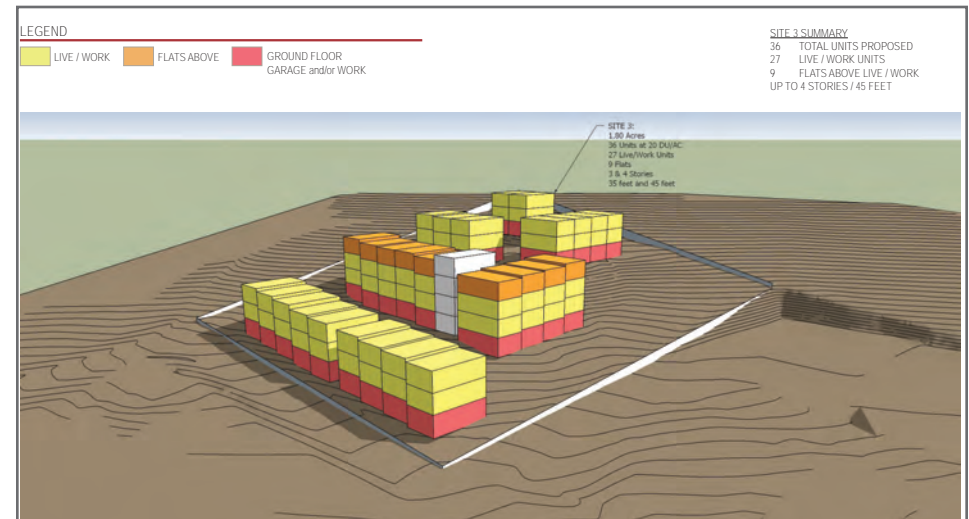 LEGEND
LIVE / WORK
FLATS ABOVE
GROUND FLOOR
GARAGE and/or WORK
SITE 3 SUMMARY
36 TOTAL UNITS PROPOSED
27 LIVE / WORK UNITS
9 FLATS ABOVE LIVE / WORK
UP TO 4 STORIES / 45 FEET
SITE 3:
1.80 Acres
36 Units at 20 DU/AC
27 Live/Work Units
9 Flats
3 & 4 Stories
35 feet and 45 feet